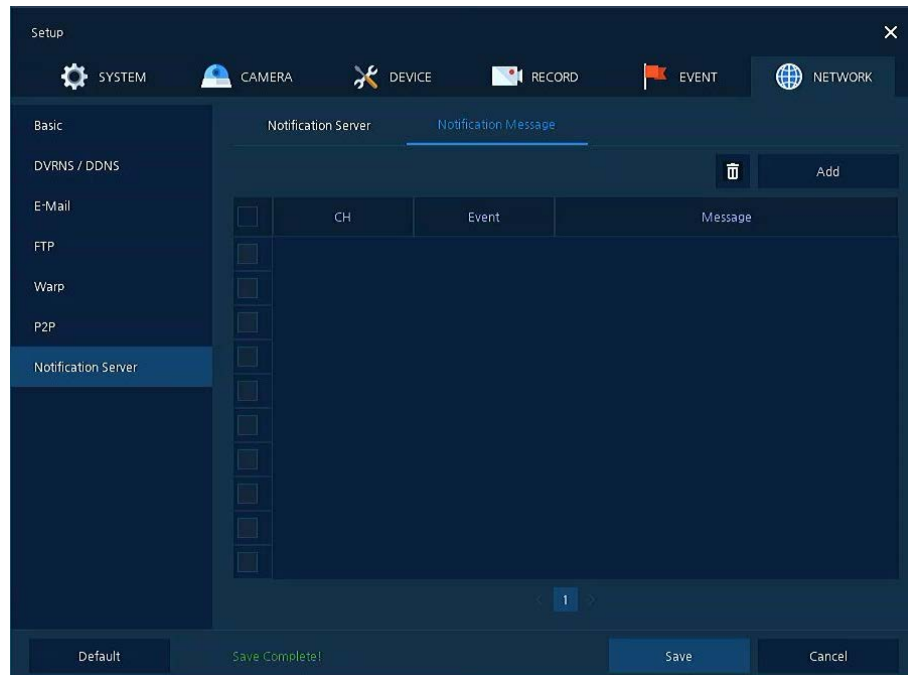 Setup
SYSTEM CAMERA DEVICE RECORD EVENT NETWORK
Basic
DVRNS / DDNS
E-Mail
FTP
Warp
P2P
Notification Server
Notification Server Notification Message
Add
CH Event Message
1
Default Save Complete! Save Cancel